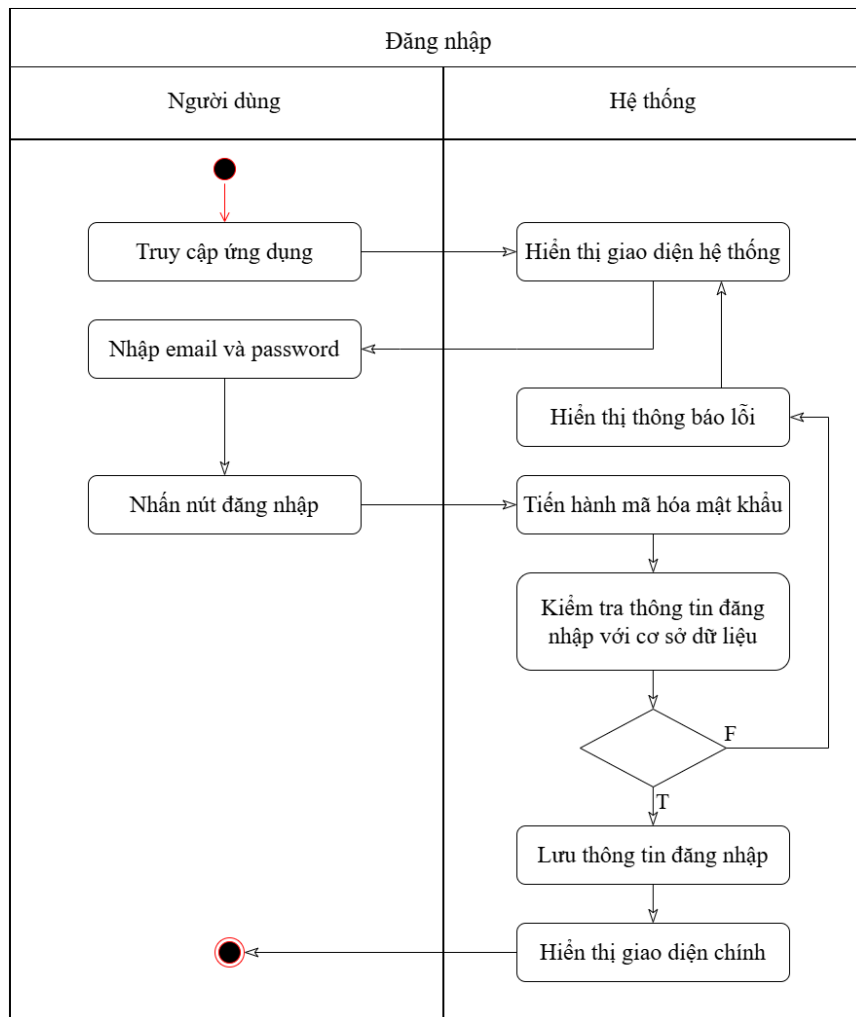 Đăng nhập
Người dùng
Hệ thống
Truy cập ứng dụng
Hiển thị giao diện hệ thống
Nhập email và password
Hiển thị thông báo lỗi
Nhấn nút đăng nhập
Tiến hành mã hóa mật khẩu
Kiểm tra thông tin đăng
nhập với cơ sở dữ liệu
F
T
Lưu thông tin đăng nhập
Hiển thị giao diện chính